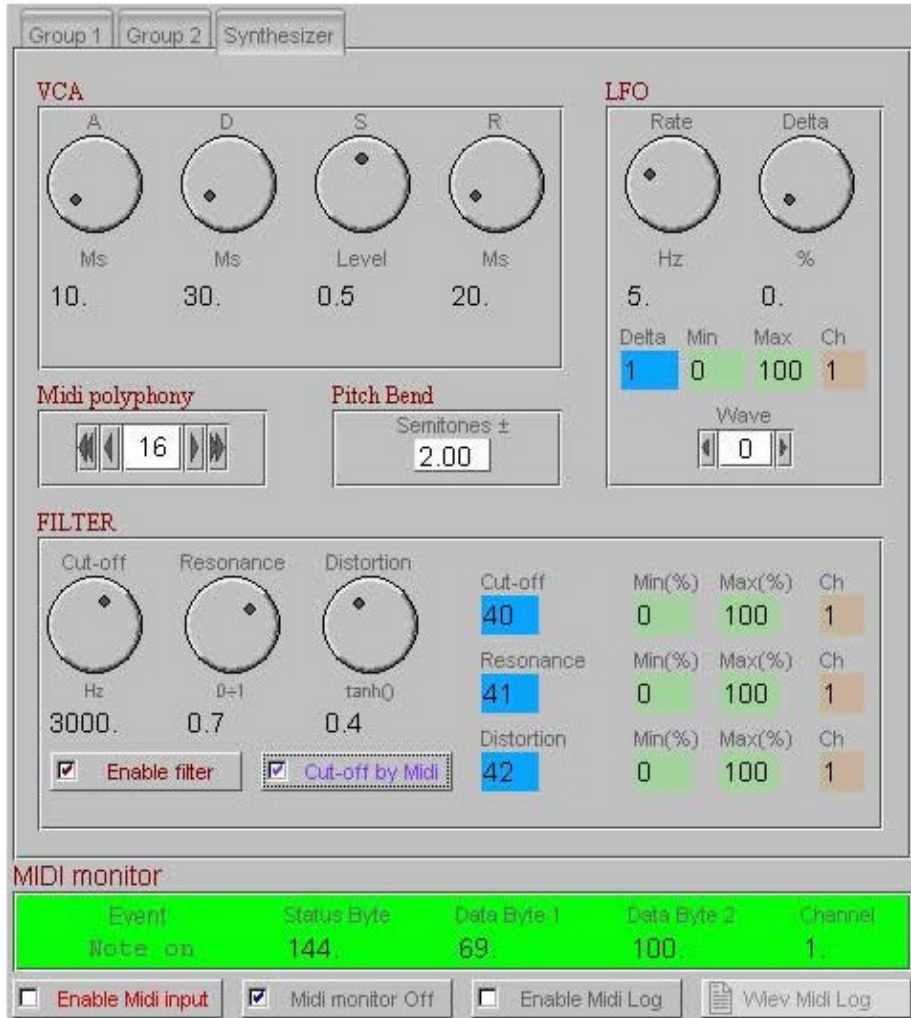 Group 1 Group 2 Synthesizer
VCA
A D S R
Ms Ms Level Ms
10. 30. 0.5 20.
LFO
Rate Delta
Hz %
5. 0.
Delta Min Max Ch
1 0 100 1
Wave
0
Midi polyphony
16
Pitch Bend
Semitones ±
2.00
FILTER
Cut-off Resonance Distortion
Hz 0÷1 tanh()
3000. 0.7 0.4
Enable filter Cut-off by Midi
Cut-off Min(%) Max(%) Ch
40 0 100 1
Resonance Min(%) Max(%) Ch
41 0 100 1
Distortion Min(%) Max(%) Ch
42 0 100 1
MIDI monitor
Event Status Byte Data Byte 1 Data Byte 2 Channel
Note on 144. 69. 100. 1.
Enable Midi input Midi monitor Off Enable Midi Log Wiev Midi Log